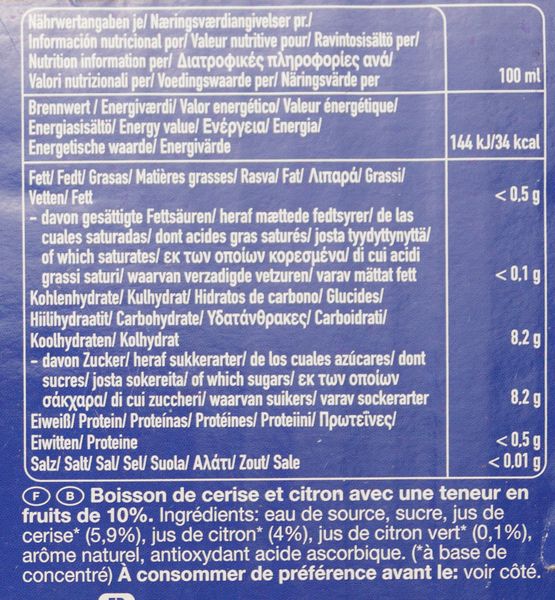 Nährwertangaben je/ Næringsværdiangivelser pr./
Información nutricional por/ Valeur nutritive pour/ Ravintosisältö per/
Nutrition information per/ Διατροφικές πληροφορίες ανά/
Valori nutrizionali per/ Voedingswaarde per/ Näringsvärde per 100 ml
Brennwert / Energiværdi/ Valor energético/ Valeur énergétique/
Energiasisältö/ Energy value/ Ενέργεια/ Energia/
Energetische waarde/ Energivärde 144 kJ/34 kcal
Fett/ Fedt/ Grasas/ Matières grasses/ Rasva/ Fat/ Λιπαρά/ Grassi/
Vetten/ Fett < 0,5 g
- davon gesättigte Fettsäuren/ heraf mættede fedtsyrer/ de las
cuales saturadas/ dont acides gras saturés/ josta tyydyttynyttä/
of which saturates/ εκ των οποίων κορεσμένα/ di cui acidi
grassi saturi/ waarvan verzadigde vetzuren/ varav mättat fett < 0,1 g
Kohlenhydrate/ Kulhydrat/ Hidratos de carbono/ Glucides/
Hiilihydraatit/ Carbohydrate/ Υδατάνθρακες/ Carboidrati/
Koolhydraten/ Kolhydrat 8,2 g
- davon Zucker/ heraf sukkerarter/ de los cuales azúcares/ dont
sucres/ josta sokereita/ of which sugars/ εκ των οποίων
σάκχαρα/ di cui zuccheri/ waarvan suikers/ varav sockerarter 8,2 g
Eiweiß/ Protein/ Proteínas/ Protéines/ Proteiini/ Πρωτεΐνες/
Eiwitten/ Proteine < 0,5 g
Salz/ Salt/ Sal/ Sel/ Suola/ Αλάτι/ Zout/ Sale < 0,01 g
F B Boisson de cerise et citron avec une teneur en
fruits de 10%. Ingrédients: eau de source, sucre, jus de
cerise* (5,9%), jus de citron* (4%), jus de citron vert* (0,1%),
arôme naturel, antioxydant acide ascorbique. (*à base de
concentré) À consommer de préférence avant le: voir côté.